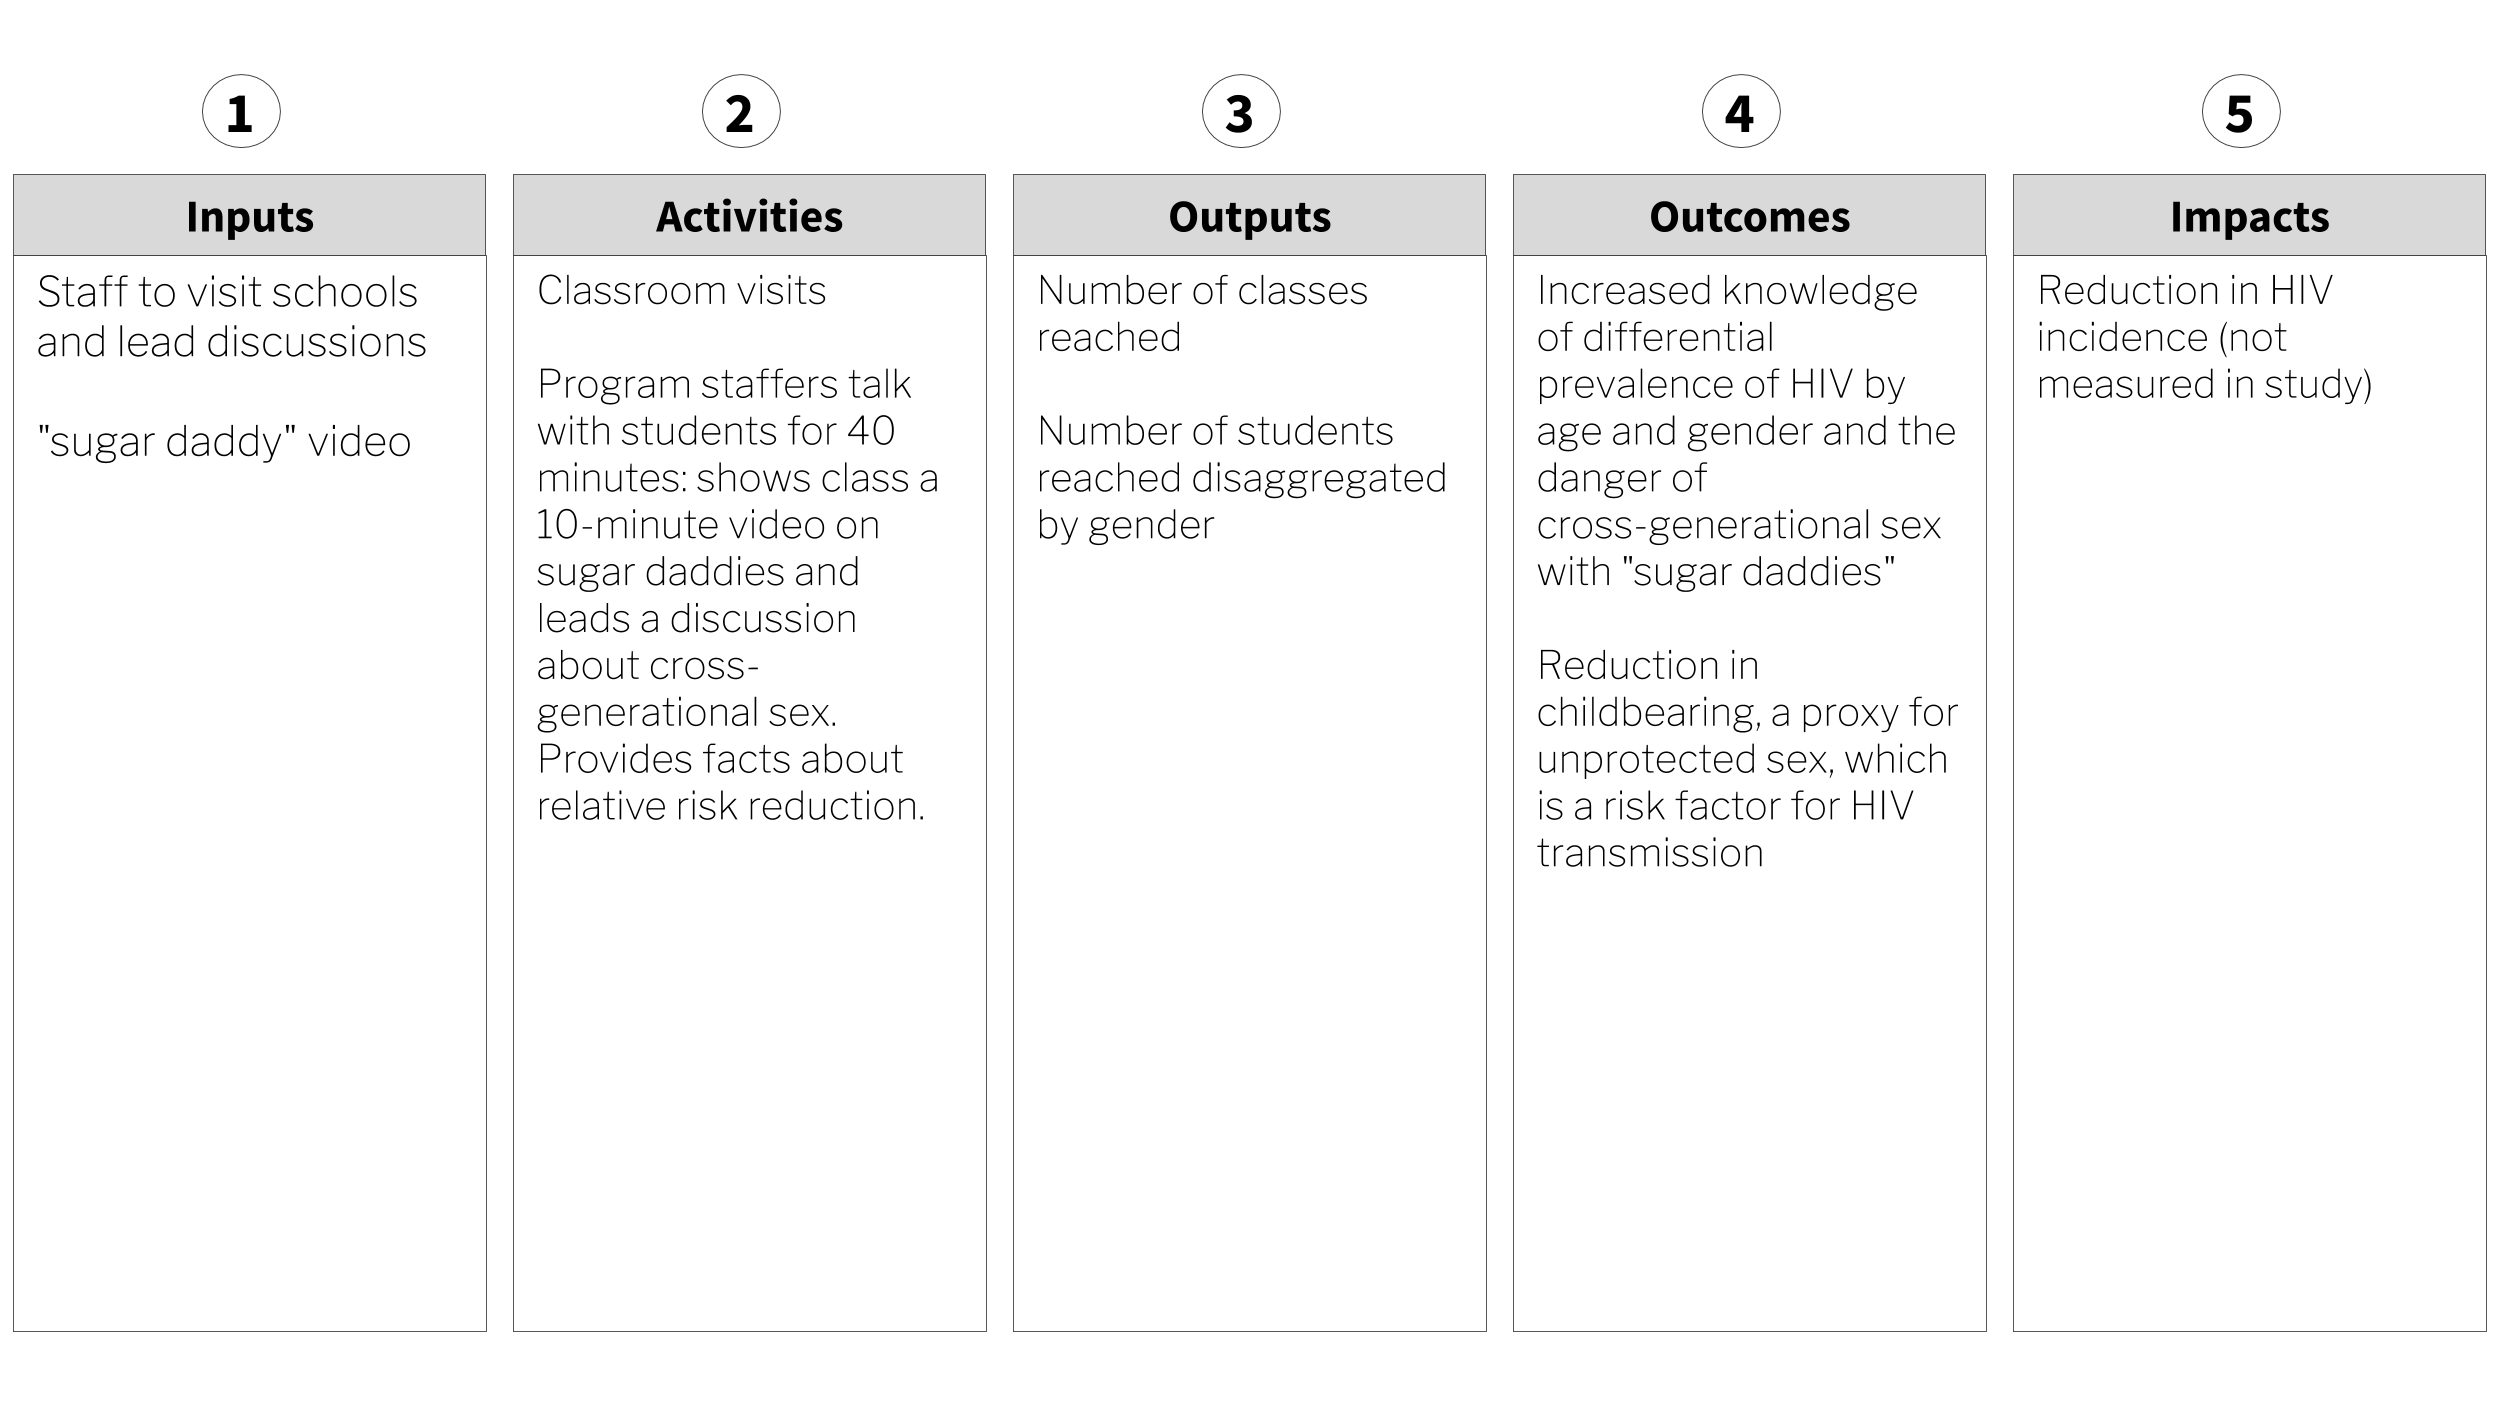 1
Inputs
Staff to visit schools
and lead discussions
"sugar daddy" video
2
Activities
Classroom visits
Program staffers talk
with students for 40
minutes: shows class a
10-minute video on
sugar daddies and
leads a discussion
about cross-
generational sex.
Provides facts about
relative risk reduction.
3
Outputs
Number of classes
reached
Number of students
reached disaggregated
by gender
4
Outcomes
Increased knowledge
of differential
prevalence of HIV by
age and gender and the
danger of
cross-generational sex
with "sugar daddies"
Reduction in
childbearing, a proxy for
unprotected sex, which
is a risk factor for HIV
transmission
5
Impacts
Reduction in HIV
incidence (not
measured in study)